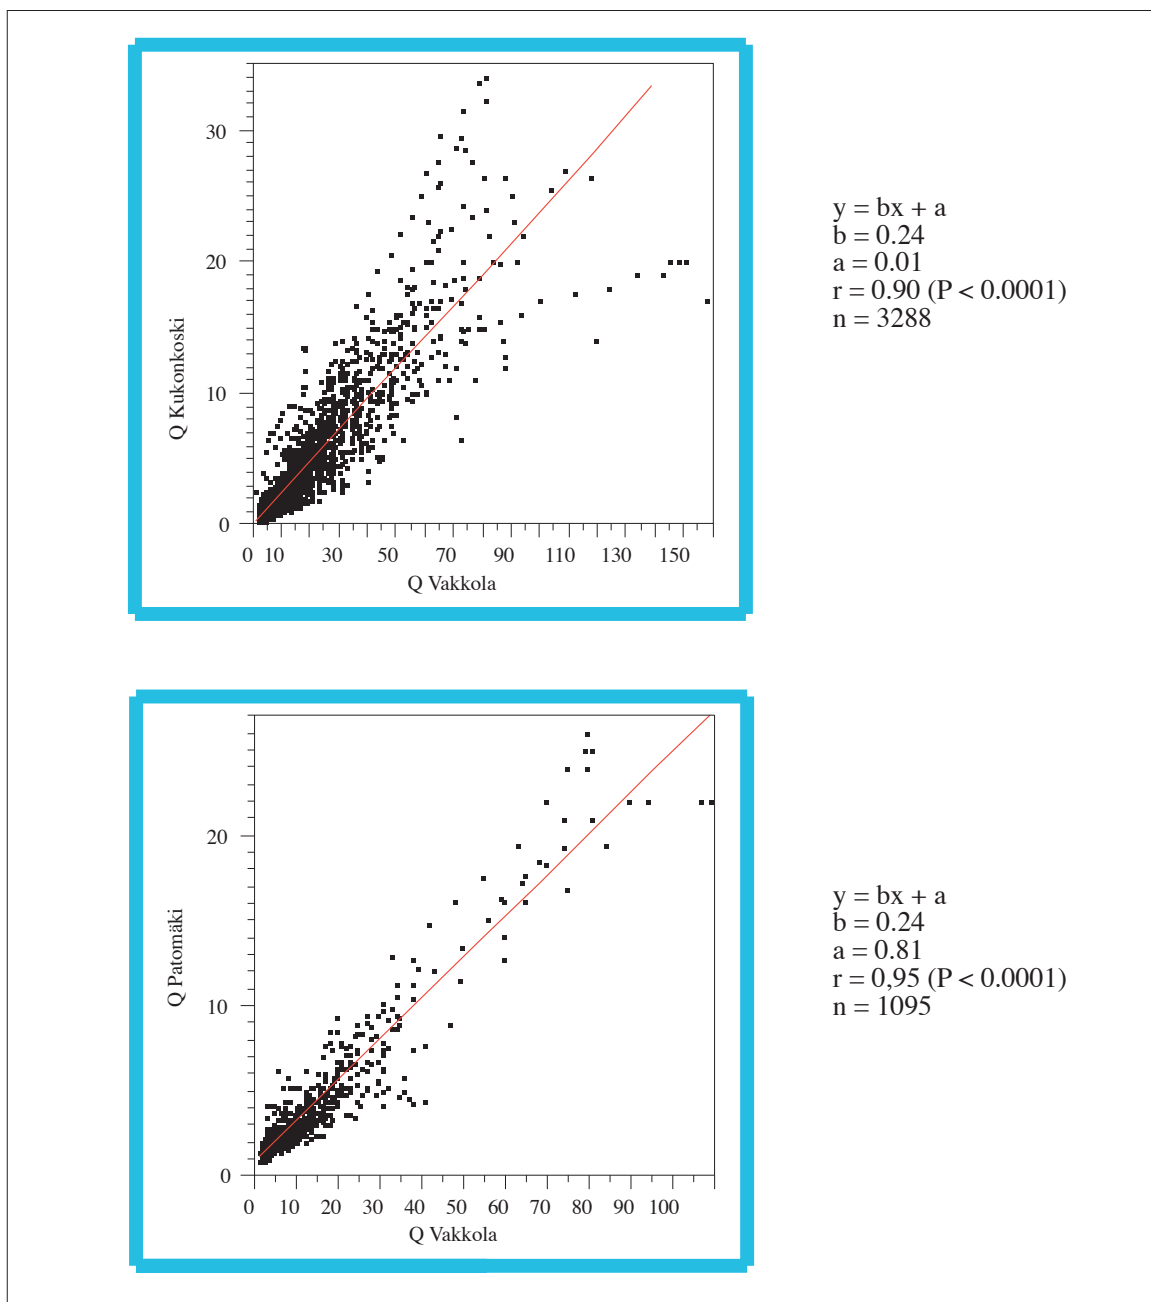 30
20
10
0
Q Kukonkoski
0 10 30 50 70 90 110 130 150
Q Vakkola
y = bx + a
b = 0.24
a = 0.01
r = 0.90 (P < 0.0001)
n = 3288
20
10
0
Q Patomäki
0 10 20 30 40 50 60 70 80 90 100
Q Vakkola
y = bx + a
b = 0.24
a = 0.81
r = 0,95 (P < 0.0001)
n = 1095